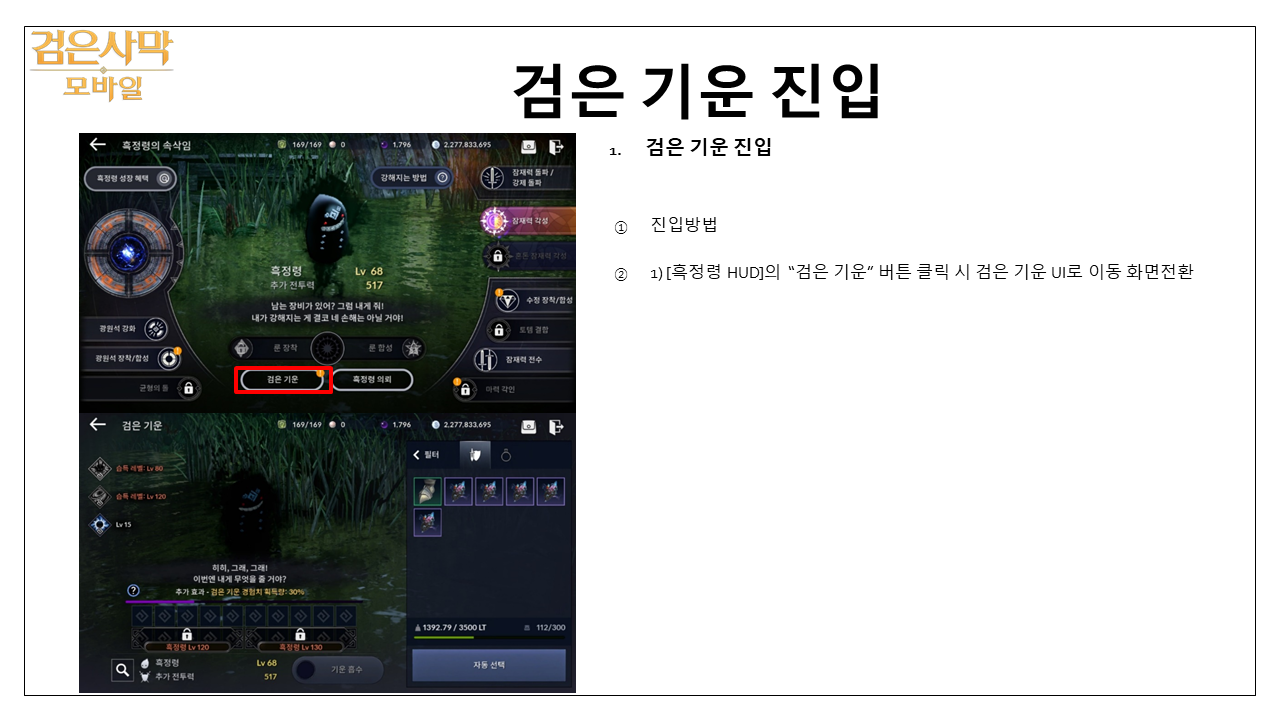 검은사막
모바일
검은 기운 진입
흑정령의 속삭임
169/169
0
1,796
2,277,833,695
흑정령 성장 혜택
강해지는 방법
잠재력 돌파 /
강제 돌파
잠재력 각성
혼돈 잠재력 각성
흑정령 Lv 68
추가 전투력 517
수정 장착/합성
남는 장비가 있어? 그럼 내게 줘!
내가 강해지는 게 결코 네 손해는 아닐 거야!
광원석 강화
토템 결합
룬 장착
룬 합성
광원석 장착/합성
잠재력 전수
검은 기운
흑정령 의뢰
균형의 돌
마력 각인
검은 기운
169/169
0
1,796
2,277,833,695
필터
습득 레벨: Lv 80
습득 레벨: Lv 120
Lv 15
히히, 그래, 그래!
이번엔 내게 무엇을 줄 거야?
추가 효과 - 검은 기운 경험치 획득량: 30%
1392.79 / 3500 LT
112/300
흑정령 Lv 120
흑정령 Lv 130
흑정령 Lv 68
추가 전투력 517
기운 흡수
자동 선택
1. 검은 기운 진입
① 진입방법
② 1) [흑정령 HUD]의 “검은 기운” 버튼 클릭 시 검은 기운 UI로 이동 화면전환